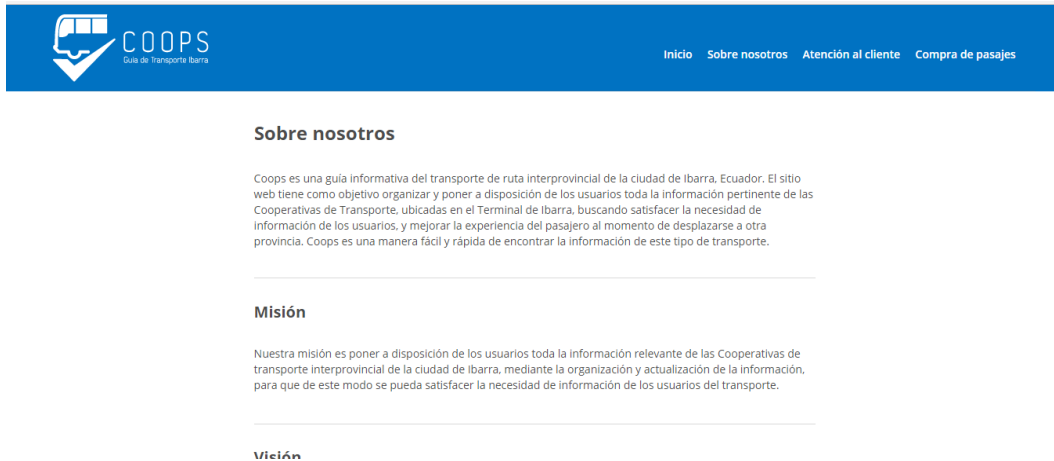 COOPS
Guia de Transporte Ibarra
Inicio Sobre nosotros Atención al cliente Compra de pasajes
Sobre nosotros
Coops es una guía informativa del transporte de ruta interprovincial de la ciudad de Ibarra, Ecuador. El sitio
web tiene como objetivo organizar y poner a disposición de los usuarios toda la información pertinente de las
Cooperativas de Transporte, ubicadas en el Terminal de Ibarra, buscando satisfacer la necesidad de
información de los usuarios, y mejorar la experiencia del pasajero al momento de desplazarse a otra
provincia. Coops es una manera fácil y rápida de encontrar la información de este tipo de transporte.
Misión
Nuestra misión es poner a disposición de los usuarios toda la información relevante de las Cooperativas de
transporte interprovincial de la ciudad de Ibarra, mediante la organización y actualización de la información,
para que de este modo se pueda satisfacer la necesidad de información de los usuarios del transporte.
Visión